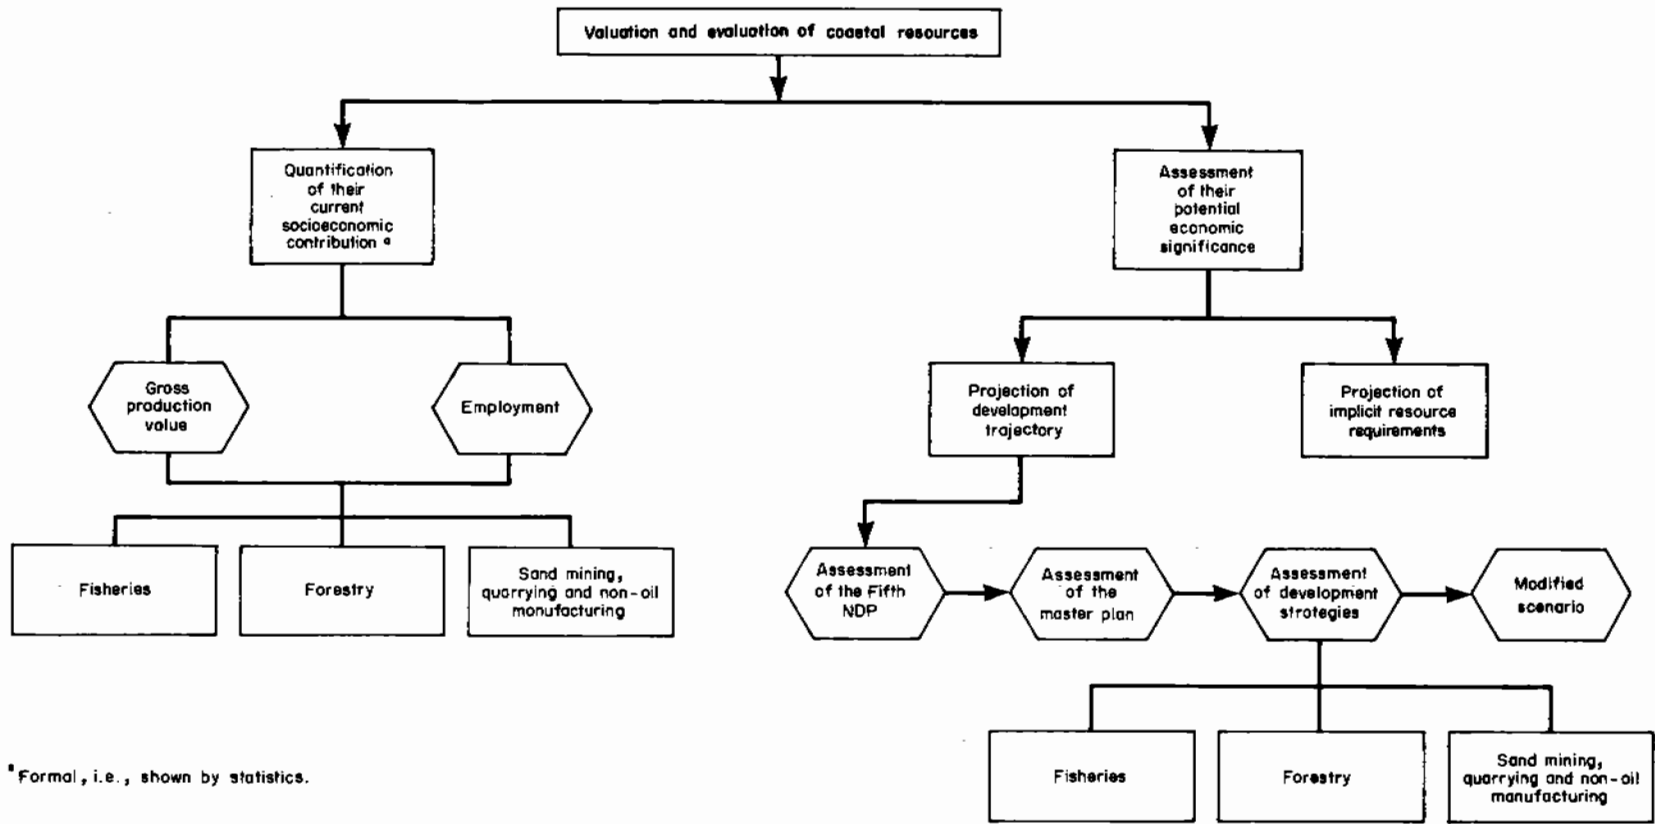 Valuation and evaluation of coastal resources
Quantification
of their
current
socioeconomic
contribution a
Assessment
of their
potential
economic
significance
Gross
production
value
Employment
Projection of
development
trajectory
Projection of
implicit resource
requirements
Fisheries
Forestry
Sand mining,
quarrying and non-oil
manufacturing
Assessment
of the Fifth
NDP
Assessment
of the
master plan
Assessment
of development
strategies
Modified
scenario
Fisheries
Forestry
Sand mining,
quarrying and non-oil
manufacturing
a Formal, i.e., shown by statistics.